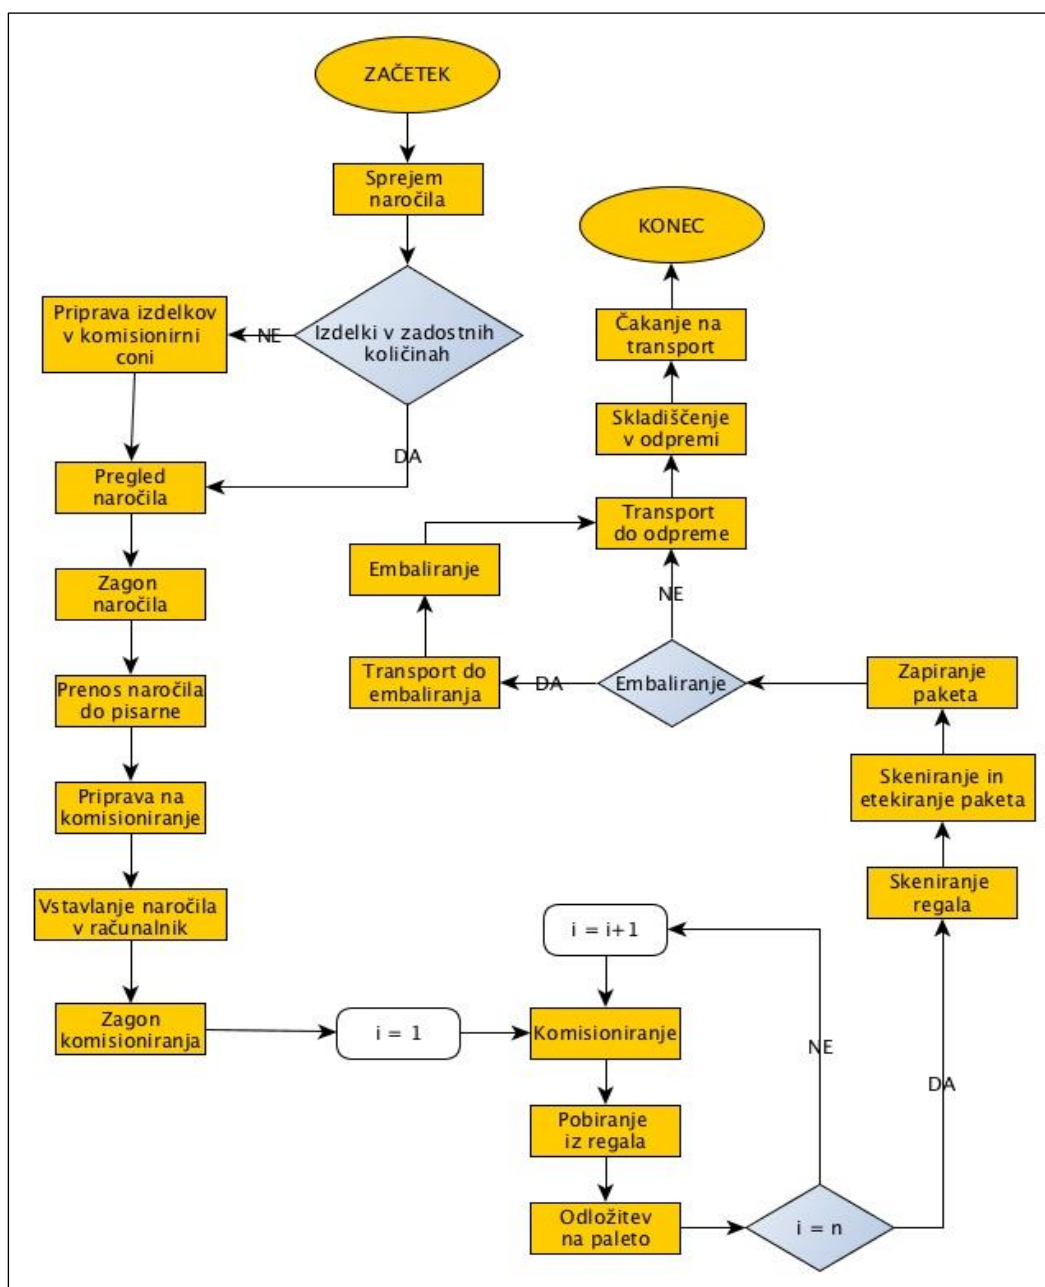 ZAČETEK
Sprejem
naročila
Izdelki v zadostnih
količinah
NE
Priprava izdelkov
v komisionirni
coni
DA
Pregled
naročila
Zagon
naročila
Prenos naročila
do pisarne
Priprava na
komisioniranje
Vstavlanje naročila
v računalnik
Zagon
komisioniranja
i = 1
i = i+1
Komisioniranje
Pobiranje
iz regala
Odložitev
na paleto
i = n
NE
DA
Skeniranje
regala
Skeniranje in
etekiranje paketa
Zapiranje
paketa
Embaliranje
DA
Transport do
embaliranja
Embaliranje
NE
Transport
do odpreme
Skladiščenje
v odpremi
Čakanje na
transport
KONEC